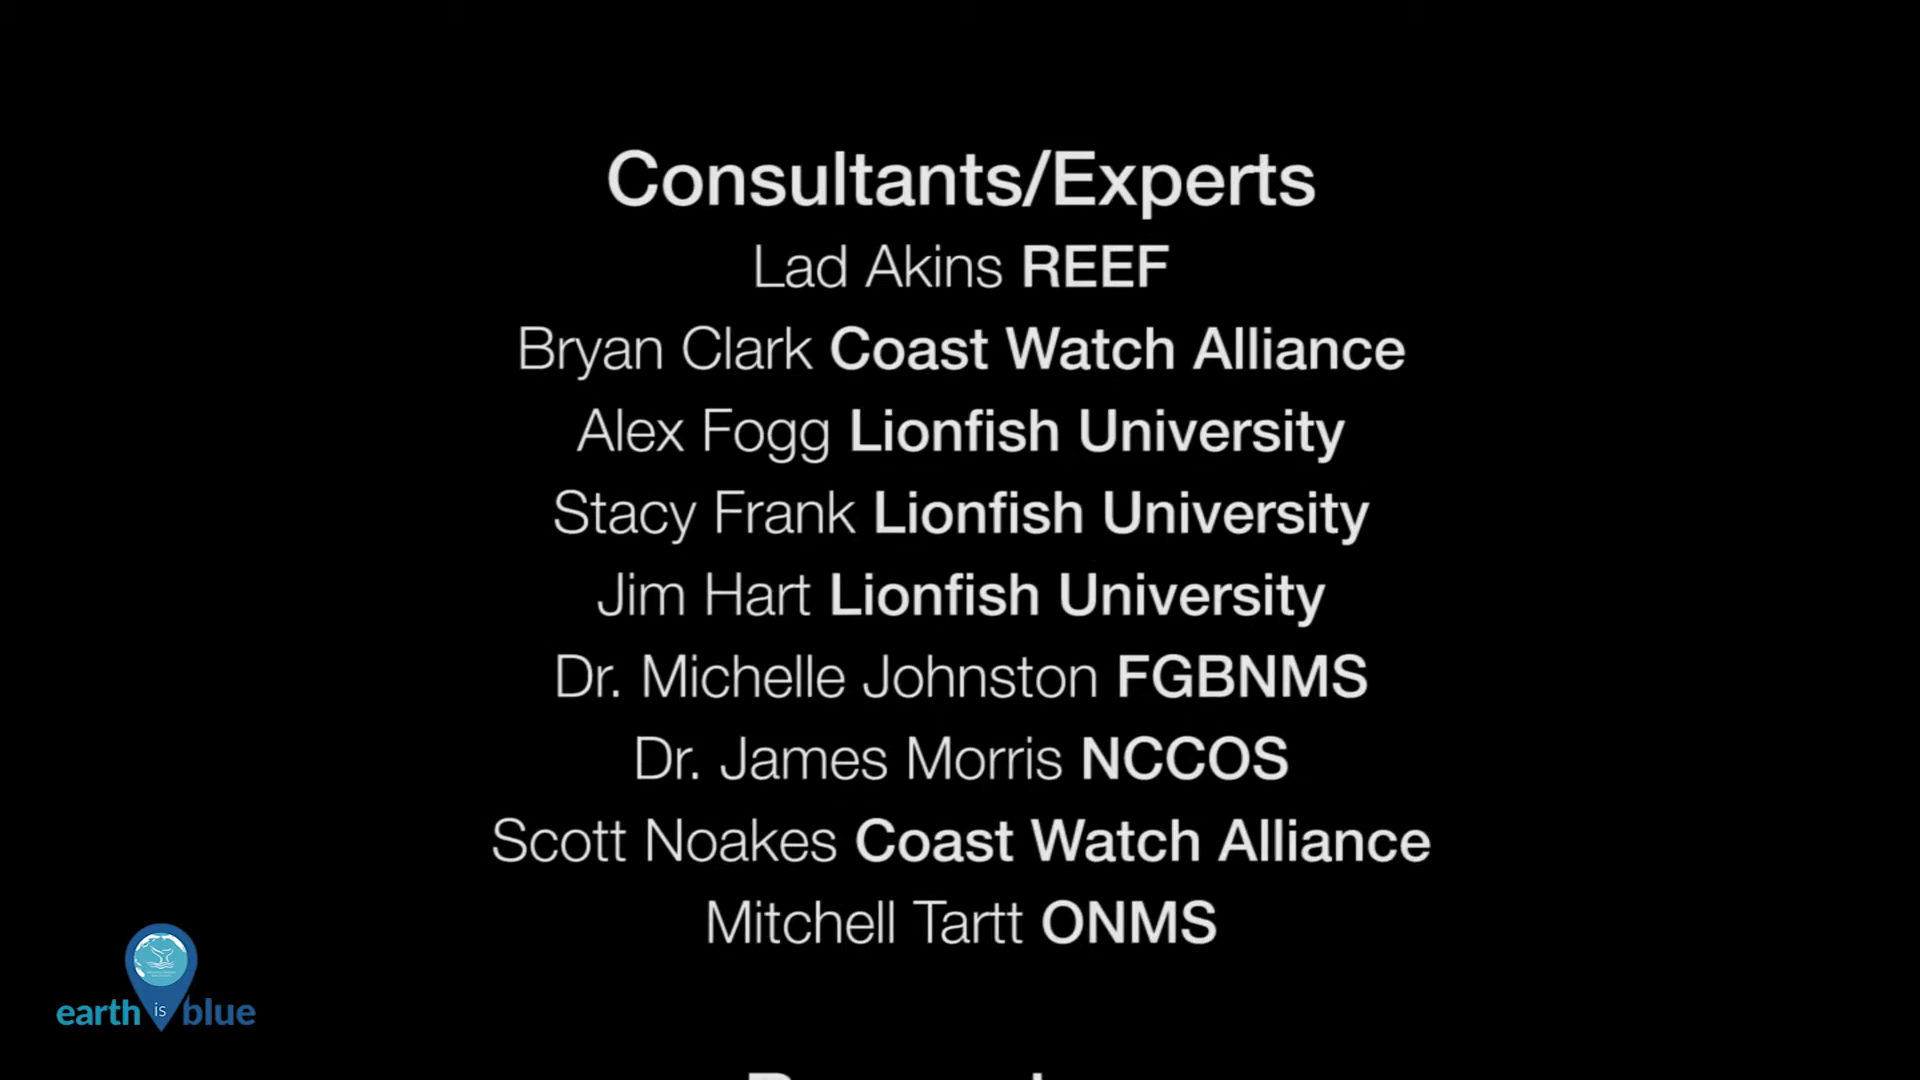 Consultants/Experts
Lad Akins REEF
Bryan Clark Coast Watch Alliance
Alex Fogg Lionfish University
Stacy Frank Lionfish University
Jim Hart Lionfish University
Dr. Michelle Johnston FGBNMS
Dr. James Morris NCCOS
Scott Noakes Coast Watch Alliance
Mitchell Tartt ONMS
earth is blue